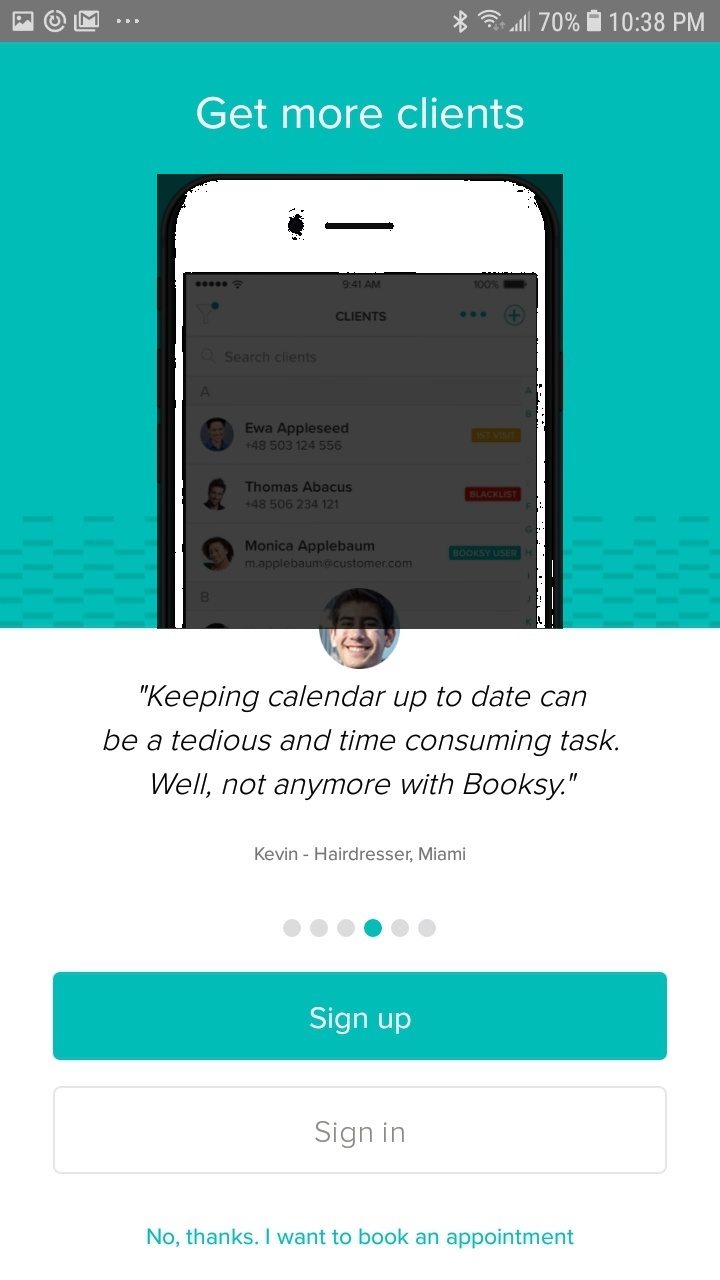 70% 10:38 PM
Get more clients
9:41 AM 100%
CLIENTS
Search clients
A
A
B
Ewa Appleseed
+48 503 124 556
1ST VISIT
Thomas Abacus
+48 506 234 121
BLACKLIST
F
G
Monica Applebaum
m.applebaum@customer.com
BOOKSY USER
H
I
J
B
K
"Keeping calendar up to date can
be a tedious and time consuming task.
Well, not anymore with Booksy."
Kevin - Hairdresser, Miami
Sign up
Sign in
No, thanks. I want to book an appointment